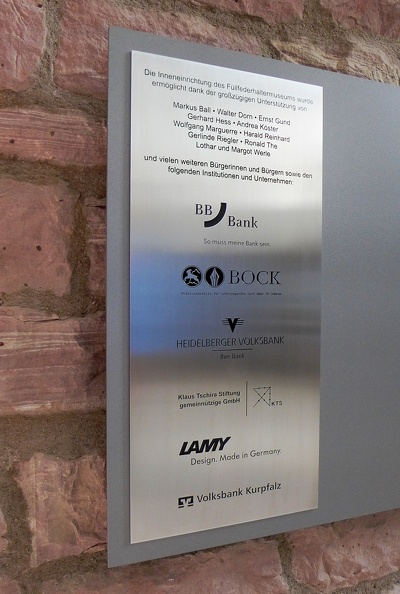 Die Inneneinrichtung des Füllfederhaltermuseums wurde
ermöglicht dank der großzügigen Unterstützung von
Markus Ball • Walter Dorn • Ernst Gund
Gerhard Hess • Andrea Köster
Wolfgang Marguerre • Harald Reinhard
Gerlinde Riegler • Ronald The
Lothar und Margot Werle
und vielen weiteren Bürgerinnen und Bürgern sowie den
folgenden Institutionen und Unternehmen:
BB Bank
So muss meine Bank sein.
BOCK
HEIDELBERGER VOLKSBANK
Ihre Bank
Klaus Tschira Stiftung
gemeinnützige GmbH
KTS
LAMY
Design. Made in Germany.
Volksbank Kurpfalz